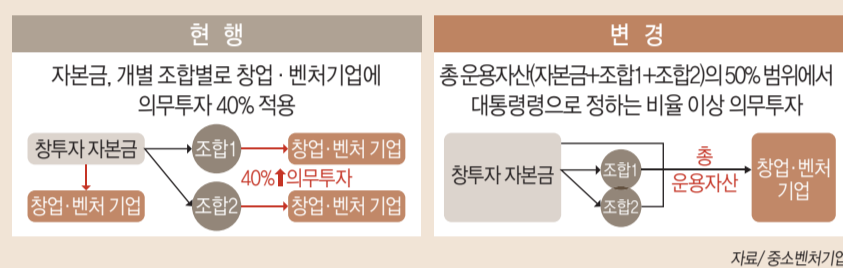 현 행
자본금, 개별 조합별로 창업·벤처기업에
의무투자 40% 적용
창투자 자본금
조합1
창업·벤처 기업
40%⬆의무투자
창업·벤처 기업
조합2
창업·벤처 기업
변 경
총 운용자산(자본금+조합1+조합2)의 50% 범위에서
대통령령으로 정하는 비율 이상 의무투자
창투자 자본금
조합1
조합2
총
운용자산
창업·벤처
기업
자료/ 중소벤처기업